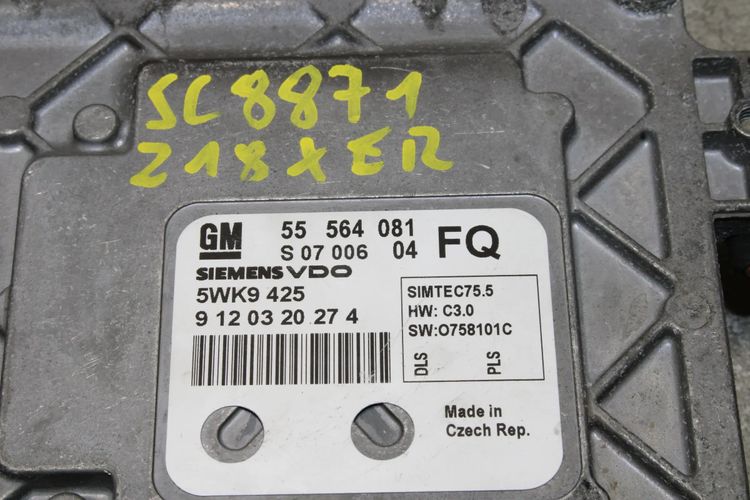 SC8871
Z18XER
GM 55 564 081
S 07 006 04 FQ
SIEMENS VDO
5WK9 425
9 12 03 20 27 4
SIMTEC75.5
HW: C3.0
SW:O758101C
DLS PLS
Made in
Czech Rep.